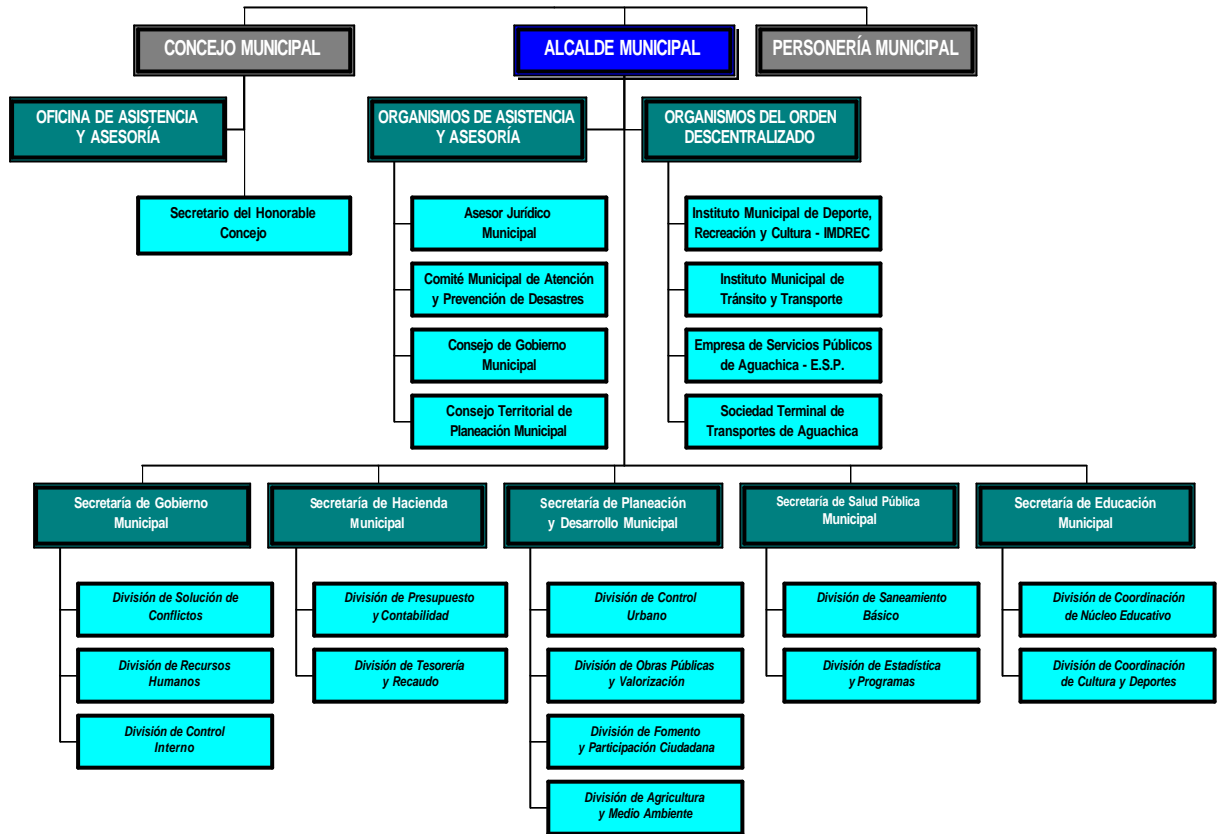 CONCEJO MUNICIPAL
ALCALDE MUNICIPAL
PERSONERÍA MUNICIPAL
OFICINA DE ASISTENCIA
Y ASESORÍA
ORGANISMOS DE ASISTENCIA
Y ASESORÍA
ORGANISMOS DEL ORDEN
DESCENTRALIZADO
Secretario del Honorable
Concejo
Asesor Jurídico
Municipal
Comité Municipal de Atención
y Prevención de Desastres
Consejo de Gobierno
Municipal
Consejo Territorial de
Planeación Municipal
Instituto Municipal de Deporte,
Recreación y Cultura - IMDREC
Instituto Municipal de
Tránsito y Transporte
Empresa de Servicios Públicos
de Aguachica - E.S.P.
Sociedad Terminal de
Transportes de Aguachica
Secretaría de Gobierno
Municipal
División de Solución de
Conflictos
División de Recursos
Humanos
División de Control
Interno
Secretaría de Hacienda
Municipal
División de Presupuesto
y Contabilidad
División de Tesorería
y Recaudo
Secretaría de Planeación
y Desarrollo Municipal
División de Control
Urbano
División de Obras Públicas
y Valorización
División de Fomento
y Participación Ciudadana
División de Agricultura
y Medio Ambiente
Secretaría de Salud Pública
Municipal
División de Saneamiento
Básico
División de Estadística
y Programas
Secretaría de Educación
Municipal
División de Coordinación
de Núcleo Educativo
División de Coordinación
de Cultura y Deportes